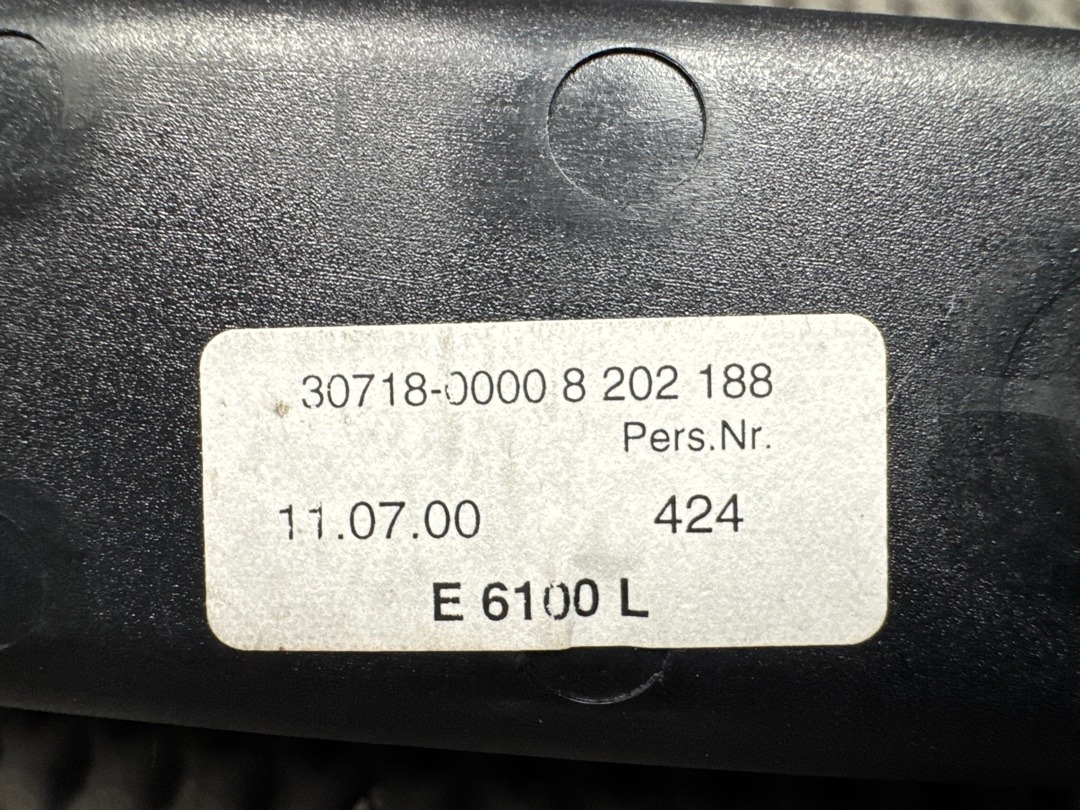 30718-0000 8 202 188
Pers.Nr.
11.07.00 424
E 6100 L